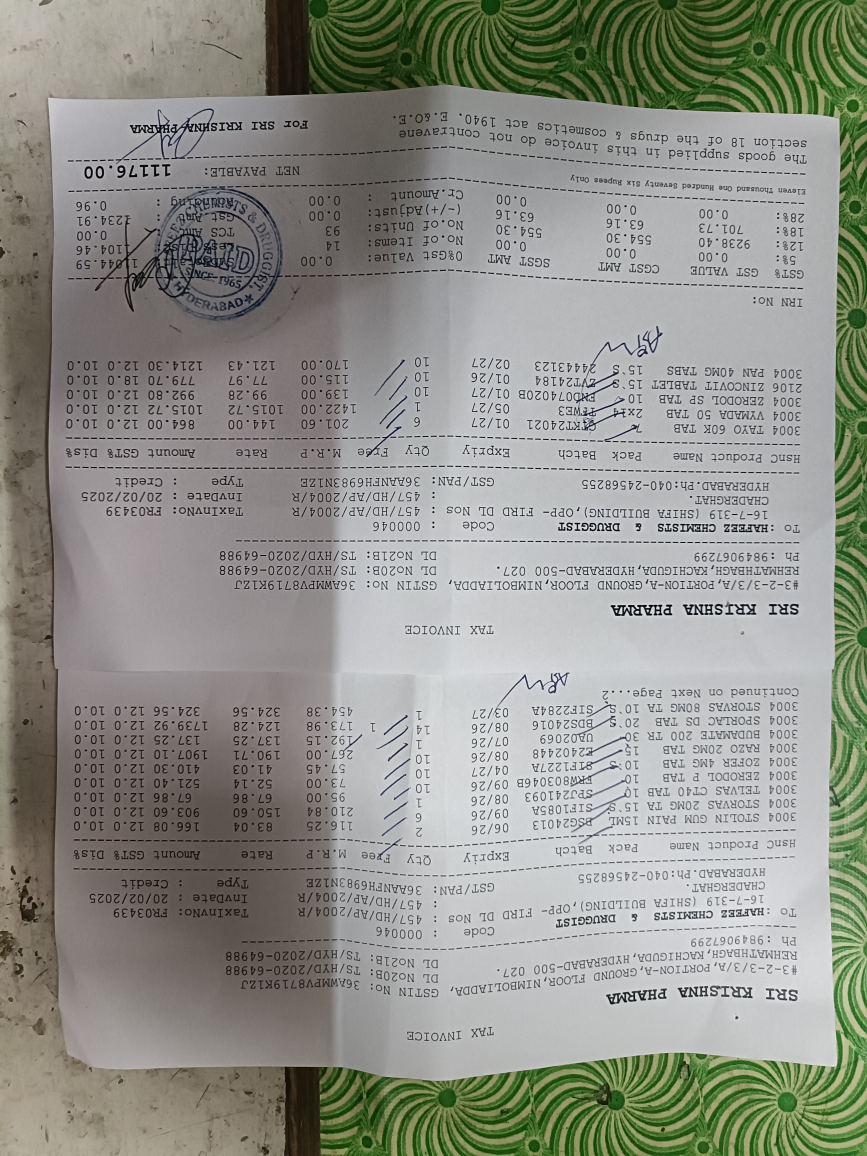 TAX INVOICE
SRI KRISHNA PHARMA
#3-2-3/3/A, PORTION-A, GROUND FLOOR, NIMBOLIADDA, GSTIN No: 36AWMPV8719K1ZJ
REHMATHBAGH, KACHIGUDA, HYDERABAD-500 027. DL No20B: TS/HYD/2020-64988
Ph :9849067299 DL No21B: TS/HYD/2020-64988
To :HAFEEZ CHEMISTS & DRUGGIST Code : 000046
16-7-319 (SHIFA BUILDING),OPP- FIRD DL Nos : 457/HD/AP/2004/R TaxInvNo: FR03439
CHADERGHAT. : 457/HD/AP/2004/R InvDate : 20/02/2025
HYDERABAD.Ph:040-24568255 GST/PAN: 36AANFH6983N1ZE Type : Credit
Hsnc Product Name Pack Batch Expriy Qty Free M.R.P Rate Amount GST% Dis%
3004 STOLIN GUM PAIN 15ML BSG24013 26/06 2 116.25 83.04 166.08 12.0 10.0
3004 STORVAS 20MG TA 15'S SIF1085A 09/26 6 210.84 150.60 903.60 12.0 10.0
3004 TELVAS CT40 TAB 10 SPJ241093 08/26 1 95.00 67.86 67.86 12.0 10.0
3004 ZERODOL P TAB 10 FRW803046B 09/26 10 73.00 52.14 521.40 12.0 10.0
3004 ZOFER 4MG TAB 10'S SIF1227A 04/27 10 57.45 41.03 410.30 12.0 10.0
3004 RAZO 20MG TAB 15 E2402448 08/26 10 267.00 190.71 1907.10 12.0 10.0
3004 BUDAMATE 200 TR 30 UA02069 07/26 1 192.15 137.25 137.25 12.0 10.0
3004 SPORLAC DS TAB 20'S BDS24016 08/26 14 1 173.98 124.28 1739.92 12.0 10.0
3004 STORVAS 80MG TA 10'S SIF2284A 03/27 1 454.38 324.56 324.56 12.0 10.0
Continued on Next Page...2
TAX INVOICE
SRI KRISHNA PHARMA
#3-2-3/3/A, PORTION-A, GROUND FLOOR, NIMBOLIADDA, GSTIN No: 36AWMPV8719K1ZJ
REHMATHBAGH, KACHIGUDA, HYDERABAD-500 027. DL No20B: TS/HYD/2020-64988
Ph :9849067299 DL No21B: TS/HYD/2020-64988
To :HAFEEZ CHEMISTS & DRUGGIST Code : 000046
16-7-319 (SHIFA BUILDING),OPP- FIRD DL Nos : 457/HD/AP/2004/R TaxInvNo: FR03439
CHADERGHAT. : 457/HD/AP/2004/R InvDate : 20/02/2025
HYDERABAD.Ph:040-24568255 GST/PAN: 36AANFH6983N1ZE Type : Credit
Hsnc Product Name Pack Batch Expriy Qty Free M.R.P Rate Amount GST% Dis%
3004 TAYO 60K TAB 7 01/27 6 201.60 144.00 864.00 12.0 10.0
3004 VYMADA 50 TAB 2x14 05/27 1 1422.00 1015.72 1015.72 12.0 10.0
3004 ZERODOL SP TAB 10 FND07402OB 01/27 10 139.00 99.28 992.80 12.0 10.0
2106 ZINCOVIT TABLET 15'S ZVT24184 01/26 10 115.00 77.97 779.70 18.0 10.0
3004 PAN 40MG TABS 15'S 24443123 02/27 10 170.00 121.43 1214.30 12.0 10.0
IRN No:
GST% GST VALUE CGST AMT SGST AMT 0%Gst Value: 0.00 11044.59
5%: 0.00 0.00 0.00 No.of Items: 14 1104.46
12%: 9238.40 554.30 554.30 No.of Units: 93 TCS Amt : 0.00
18%: 701.73 63.16 63.16 (-/+)Adjust: 0.00 Gst Amt : 1234.91
28%: 0.00 0.00 0.00 Cr.Amount : 0.00 Rounding : 0.96
Eleven Thousand One Hundred Seventy Six Rupees Only
NET PAYABLE: 11176.00
The goods supplied in this invoice do not contravene
section 18 of the drugs & cosmetics act 1940. E.&O.E.
For SRI KRISHNA PHARMA
CHEMISTS & DRUGGIST
PAID
SINCE:1965
HYDERABAD